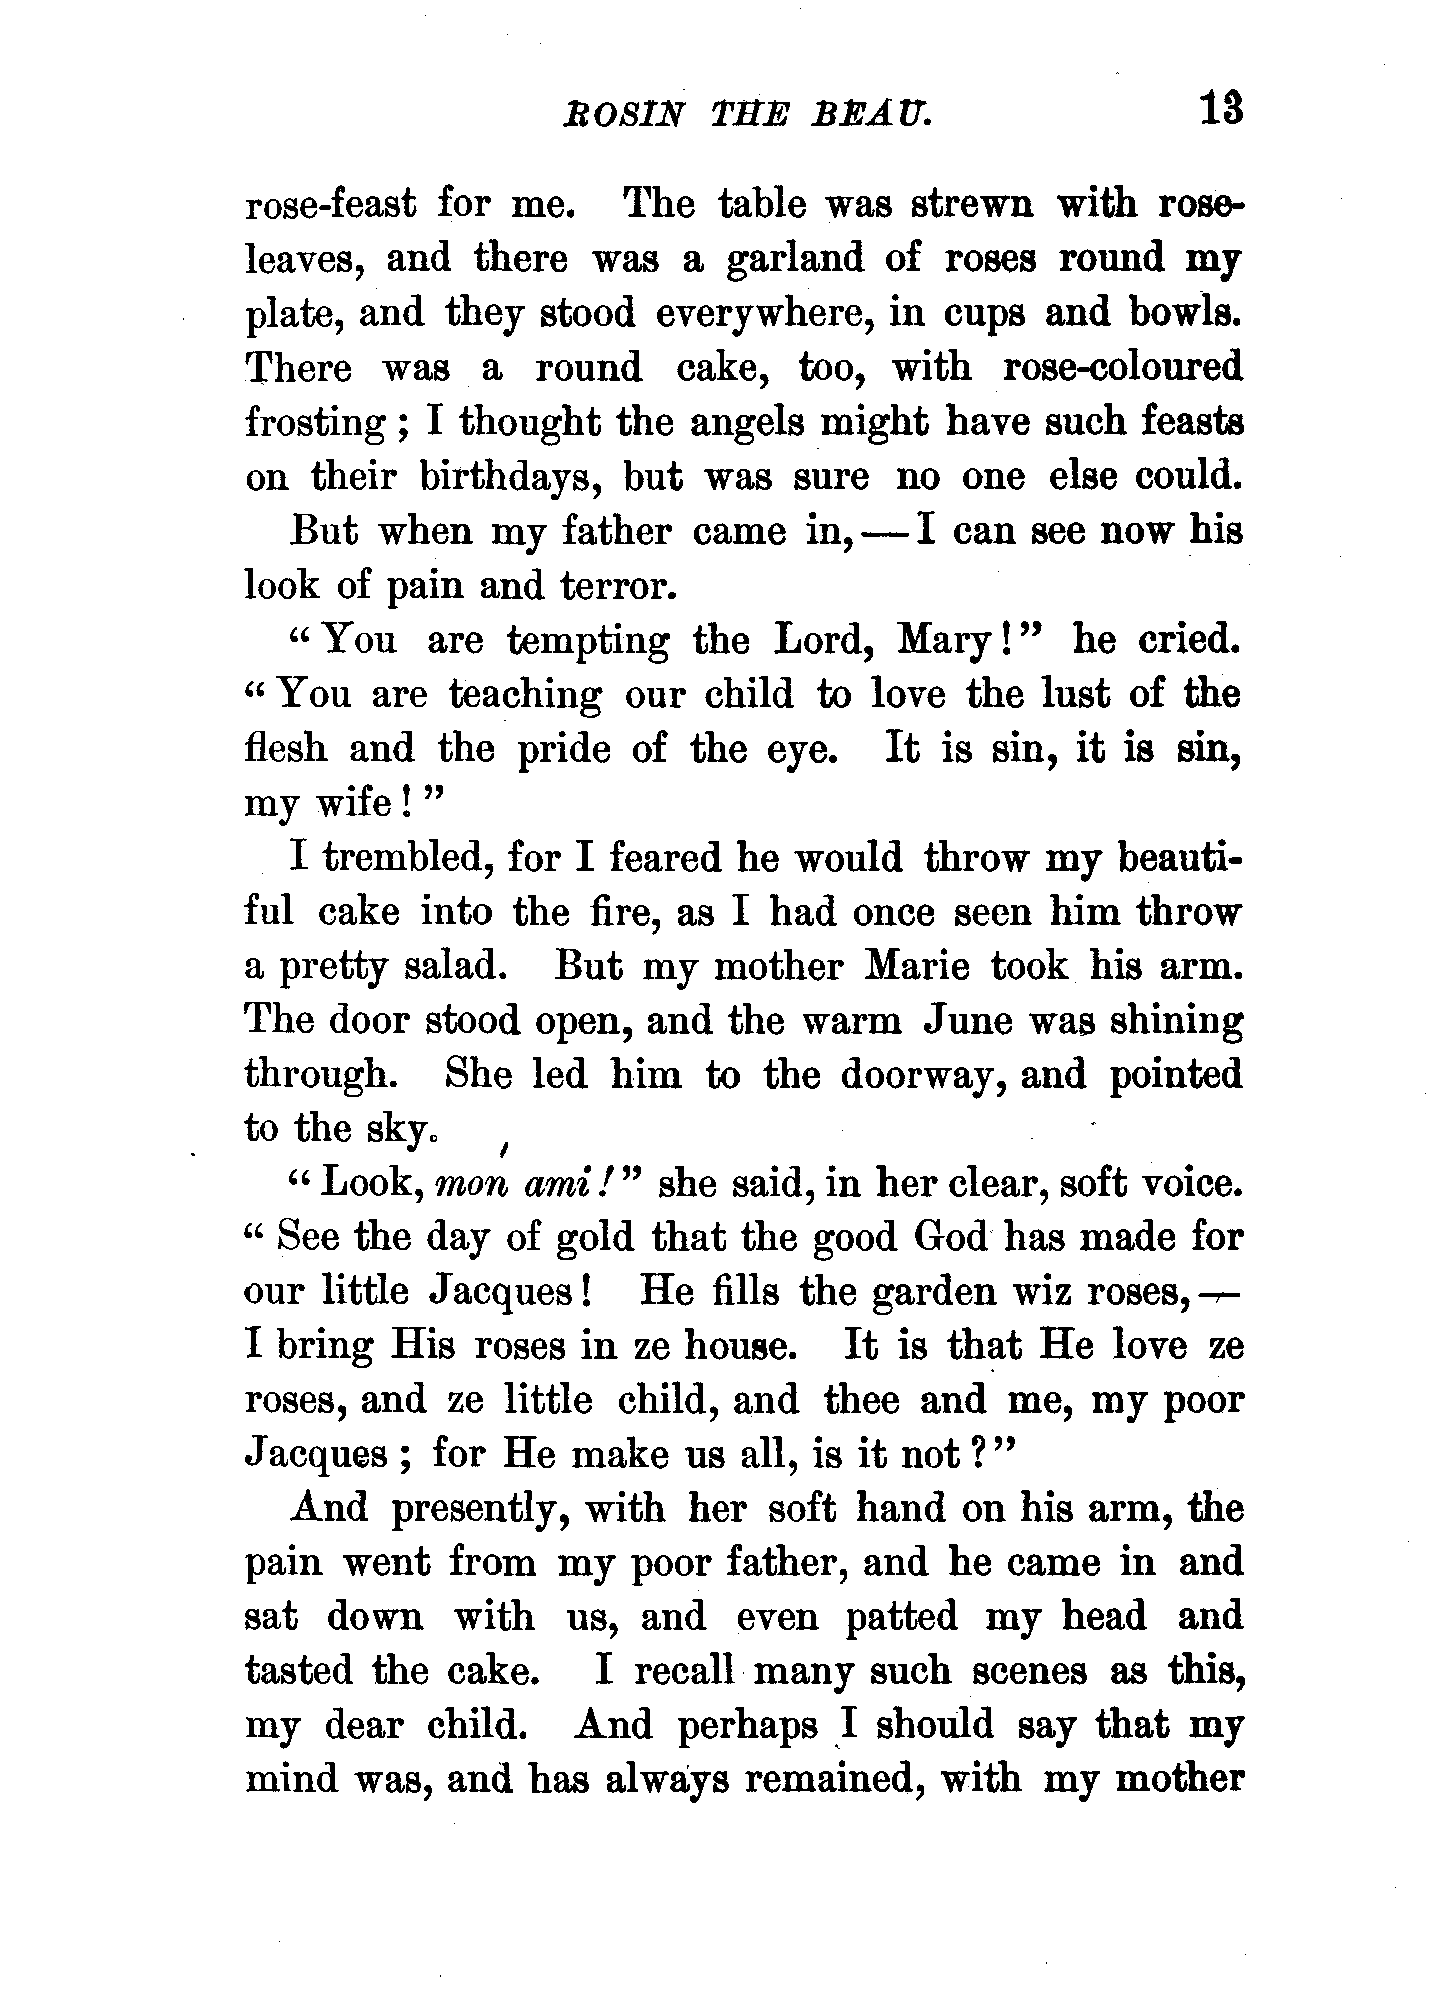 ROSIN THE BEAU. 13
rose-feast for me. The table was strewn with rose-
leaves, and there was a garland of roses round my
plate, and they stood everywhere, in cups and bowls.
There was a round cake, too, with rose-coloured
frosting; I thought the angels might have such feasts
on their birthdays, but was sure no one else could.
But when my father came in,—I can see now his
look of pain and terror.
"You are tempting the Lord, Mary!" he cried.
"You are teaching our child to love the lust of the
flesh and the pride of the eye. It is sin, it is sin,
my wife!"
I trembled, for I feared he would throw my beauti-
ful cake into the fire, as I had once seen him throw
a pretty salad. But my mother Marie took his arm.
The door stood open, and the warm June was shining
through. She led him to the doorway, and pointed
to the sky.
"Look, mon ami!" she said, in her clear, soft voice.
"See the day of gold that the good God has made for
our little Jacques! He fills the garden wiz roses,—
I bring His roses in ze house. It is that He love ze
roses, and ze little child, and thee and me, my poor
Jacques; for He make us all, is it not?"
And presently, with her soft hand on his arm, the
pain went from my poor father, and he came in and
sat down with us, and even patted my head and
tasted the cake. I recall many such scenes as this,
my dear child. And perhaps I should say that my
mind was, and has always remained, with my mother